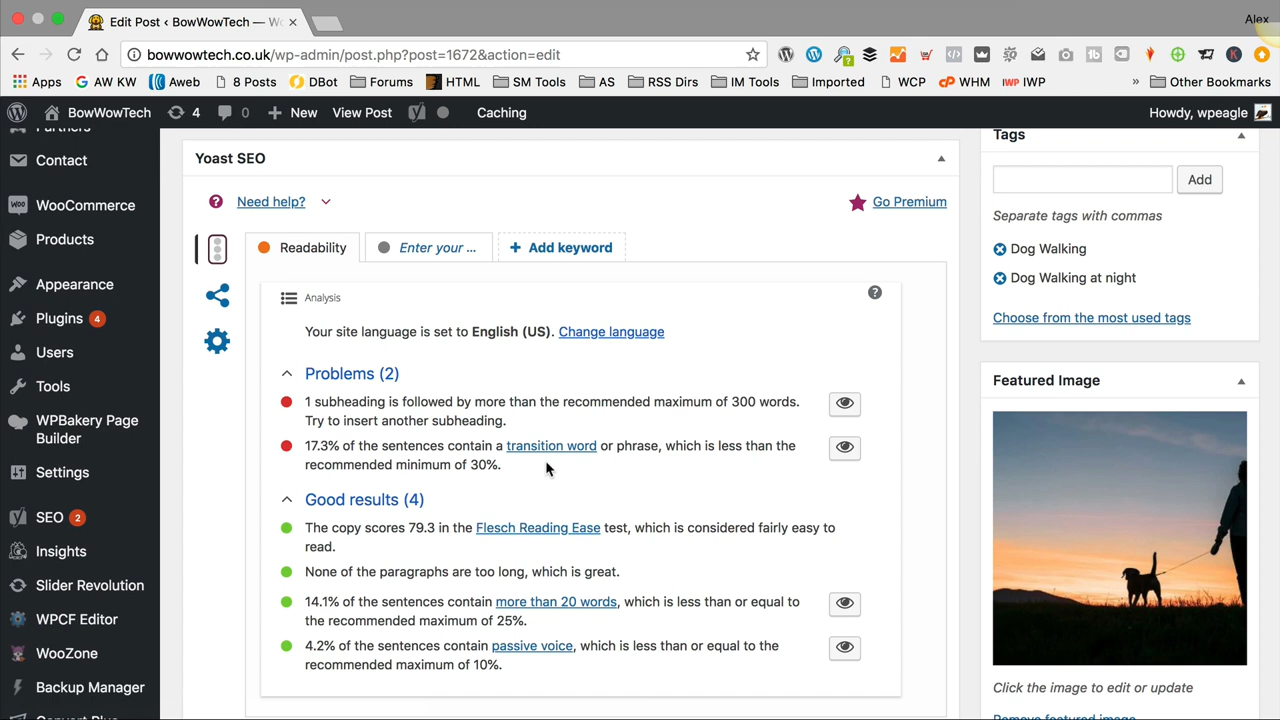 Edit Post ‹ BowWowTech — W
Alex
bowwowtech.co.uk/wp-admin/post.php?post=1672&action=edit
Apps AW KW Aweb 8 Posts DBot Forums HTML SM Tools AS RSS Dirs IM Tools Imported WCP WHM IWP » Other Bookmarks
BowWowTech 4 0 New View Post Caching Howdy, wpeagle
Partners
Contact
WooCommerce
Products
Appearance
Plugins 4
Users
Tools
WPBakery Page
Builder
Settings
SEO 2
Insights
Slider Revolution
WPCF Editor
WooZone
Backup Manager
Convert Plus
Yoast SEO
Need help?
Go Premium
Readability
Enter your ...
+ Add keyword
Analysis
Your site language is set to English (US). Change language
Problems (2)
1 subheading is followed by more than the recommended maximum of 300 words.
Try to insert another subheading.
17.3% of the sentences contain a transition word or phrase, which is less than the
recommended minimum of 30%.
Good results (4)
The copy scores 79.3 in the Flesch Reading Ease test, which is considered fairly easy to
read.
None of the paragraphs are too long, which is great.
14.1% of the sentences contain more than 20 words, which is less than or equal to
the recommended maximum of 25%.
4.2% of the sentences contain passive voice, which is less than or equal to the
recommended maximum of 10%.
Tags
Add
Separate tags with commas
Dog Walking
Dog Walking at night
Choose from the most used tags
Featured Image
Click the image to edit or update
Remove featured image